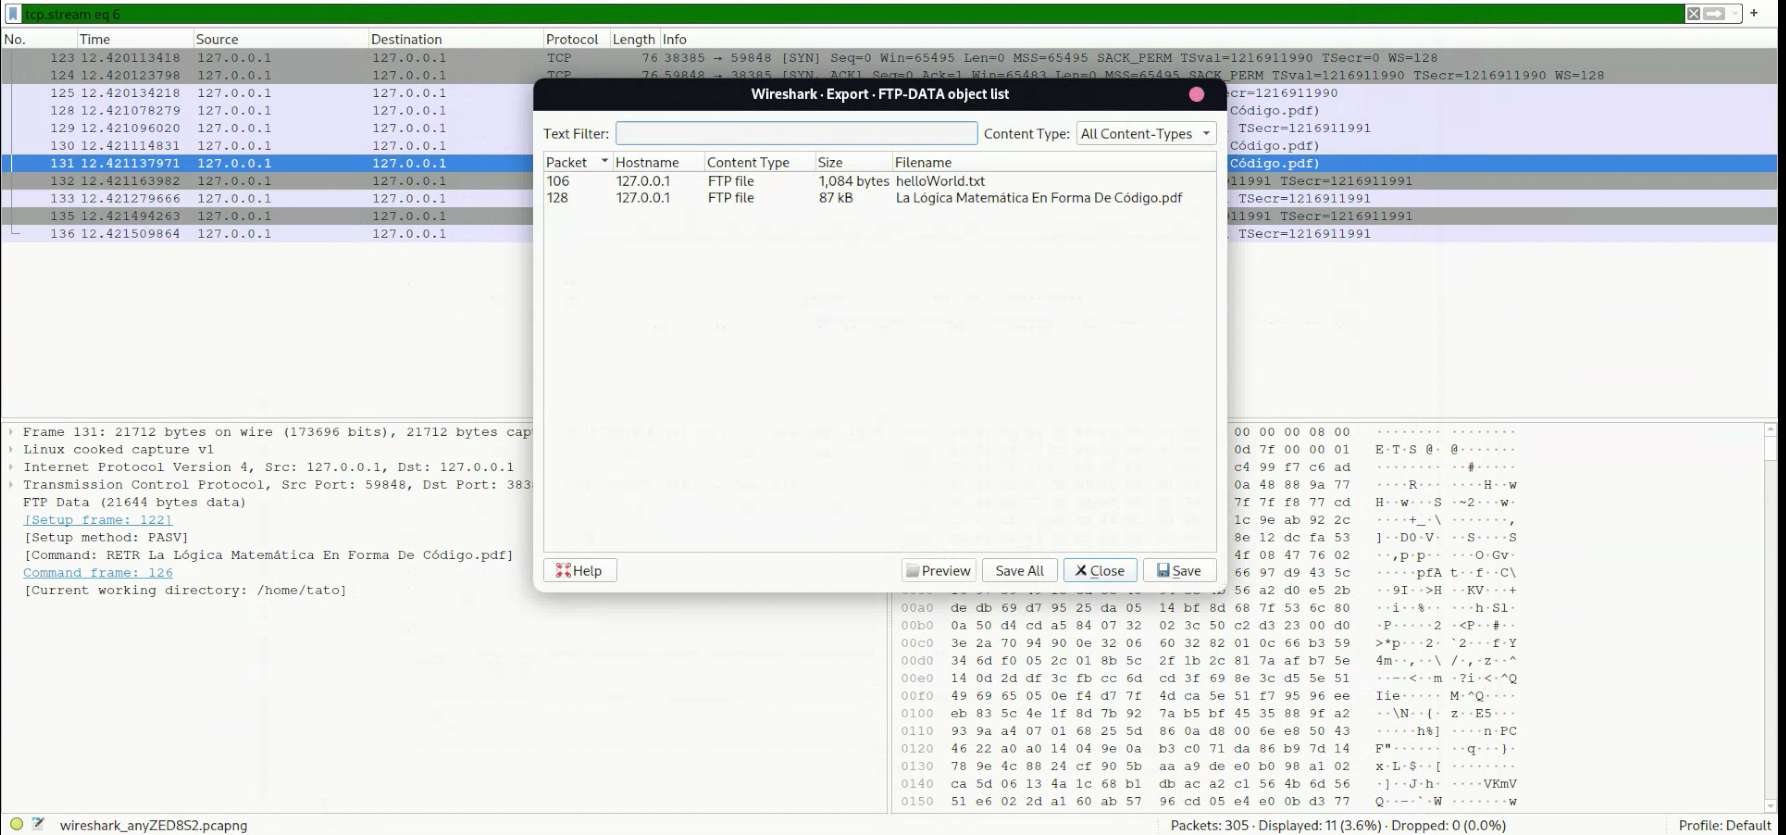 tcp.stream eq 6
No. Time Source Destination Protocol Length Info
123 12.420113418 127.0.0.1 127.0.0.1 TCP 76 38385 → 59848 [SYN] Seq=0 Win=65495 Len=0 MSS=65495 SACK_PERM TSval=1216911990 TSecr=0 WS=128
124 12.420123798 127.0.0.1 127.0.0.1 TCP 76 59848 → 38385 [SYN, ACK] Seq=0 Ack=1 Win=65483 Len=0 MSS=65495 SACK_PERM TSval=1216911990 TSecr=1216911990 WS=128
125 12.420134218 127.0.0.1 127.0.0.1 cr=1216911990
128 12.421078279 127.0.0.1 127.0.0.1 Código.pdf)
129 12.421096020 127.0.0.1 127.0.0.1 TSecr=1216911991
130 12.421114831 127.0.0.1 127.0.0.1 Código.pdf)
131 12.421137971 127.0.0.1 127.0.0.1 Código.pdf)
132 12.421163982 127.0.0.1 127.0.0.1 11991 TSecr=1216911991
133 12.421279666 127.0.0.1 127.0.0.1 TSecr=1216911991
135 12.421494263 127.0.0.1 127.0.0.1 11991 TSecr=1216911991
136 12.421509864 127.0.0.1 127.0.0.1 TSecr=1216911991
Wireshark · Export · FTP-DATA object list
Text Filter: Content Type: All Content-Types
Packet Hostname Content Type Size Filename
106 127.0.0.1 FTP file 1,084 bytes helloWorld.txt
128 127.0.0.1 FTP file 87 kB La Lógica Matemática En Forma De Código.pdf
Help Preview Save All Close Save
Frame 131: 21712 bytes on wire (173696 bits), 21712 bytes cap
Linux cooked capture v1
Internet Protocol Version 4, Src: 127.0.0.1, Dst: 127.0.0.1
Transmission Control Protocol, Src Port: 59848, Dst Port: 383
FTP Data (21644 bytes data)
[Setup frame: 122]
[Setup method: PASV]
[Command: RETR La Lógica Matemática En Forma De Código.pdf]
Command frame: 126
[Current working directory: /home/tato]
00 00 00 08 00
0d 7f 00 00 01 E·T·S @· @·······
c4 99 f7 c6 ad
0a 48 88 9a 77
7f 7f f8 77 cd
1c 9e ab 92 2c
8e 12 dc fa 53
4f 08 47 76 02
66 97 d9 43 5c
56 a2 d0 e5 2b
00a0 de db 69 d7 95 25 da 05 14 bf 8d 68 7f 53 6c 80
00b0 0a 50 d4 cd a5 84 07 32 02 3c 50 c2 d3 23 00 d0
00c0 3e 2a 70 94 90 0e 32 06 60 32 82 01 0c 66 b3 59
00d0 34 6d f0 05 2c 01 8b 5c 2f 1b 2c 81 7a af b7 5e
00e0 14 0d 2d df 3c fb cc 6d cd 3f 69 8e 3c d5 5e 51
00f0 49 69 65 05 0e f4 d7 7f 4d ca 5e 51 f7 95 96 ee
0100 eb 83 5c 4e 1f 8d 7b 92 7a b5 bf 45 35 88 9f a2
0110 93 9a a4 07 01 68 25 5d 86 0a d8 00 6e e8 50 43
0120 46 22 a0 a0 14 04 9e 0a b3 c0 71 da 86 b9 7d 14
0130 78 9e 4c 88 24 cf 90 5b aa a9 de e0 b0 98 a1 02
0140 ca 5d 06 13 4a 1c 68 b1 db ac a2 c1 56 4b 6d 56
0150 51 e6 02 2d a1 60 ab 57 96 cd 05 e4 e0 0b d3 77
wireshark_anyZED8S2.pcapng Packets: 305 · Displayed: 11 (3.6%) · Dropped: 0 (0.0%) Profile: Default